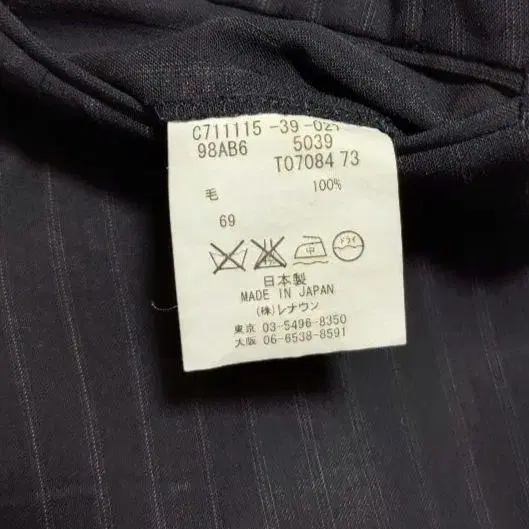 C711115 -39 -02
98AB6 5039
T07084 73
毛 100%
69
中 ドライ
日本製
MADE IN JAPAN
(株)レナウン
東京 03-5496-8350
大阪 06-6538-8591